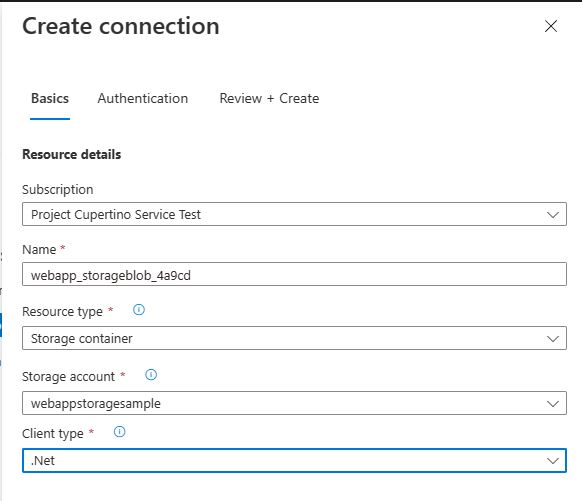 Create connection
Basics Authentication Review + Create
Resource details
Subscription
Project Cupertino Service Test
Name *
webapp_storageblob_4a9cd
Resource type *
Storage container
Storage account *
webappstoragesample
Client type *
.Net